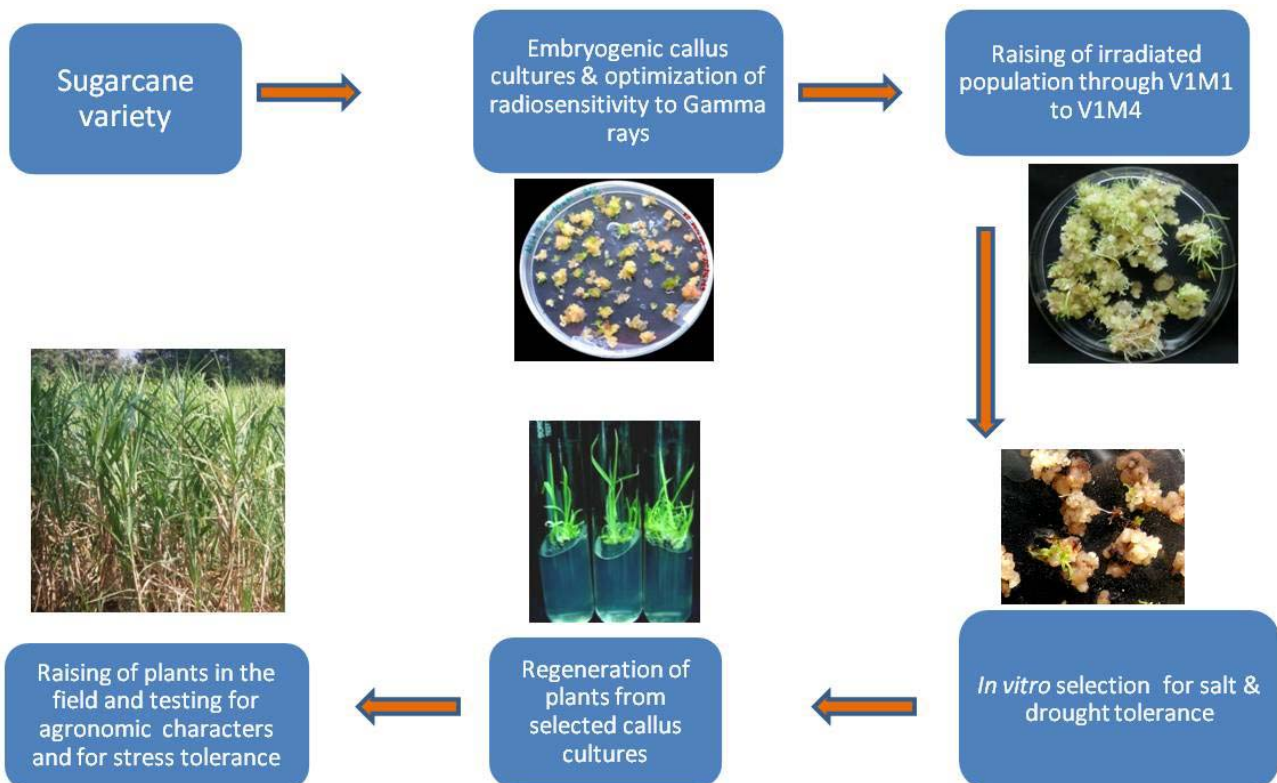 Sugarcane
variety
Embryogenic callus
cultures & optimization of
radiosensitivity to Gamma
rays
Raising of irradiated
population through V1M1
to V1M4
In vitro selection for salt &
drought tolerance
Regeneration of
plants from
selected callus
cultures
Raising of plants in the
field and testing for
agronomic characters
and for stress tolerance